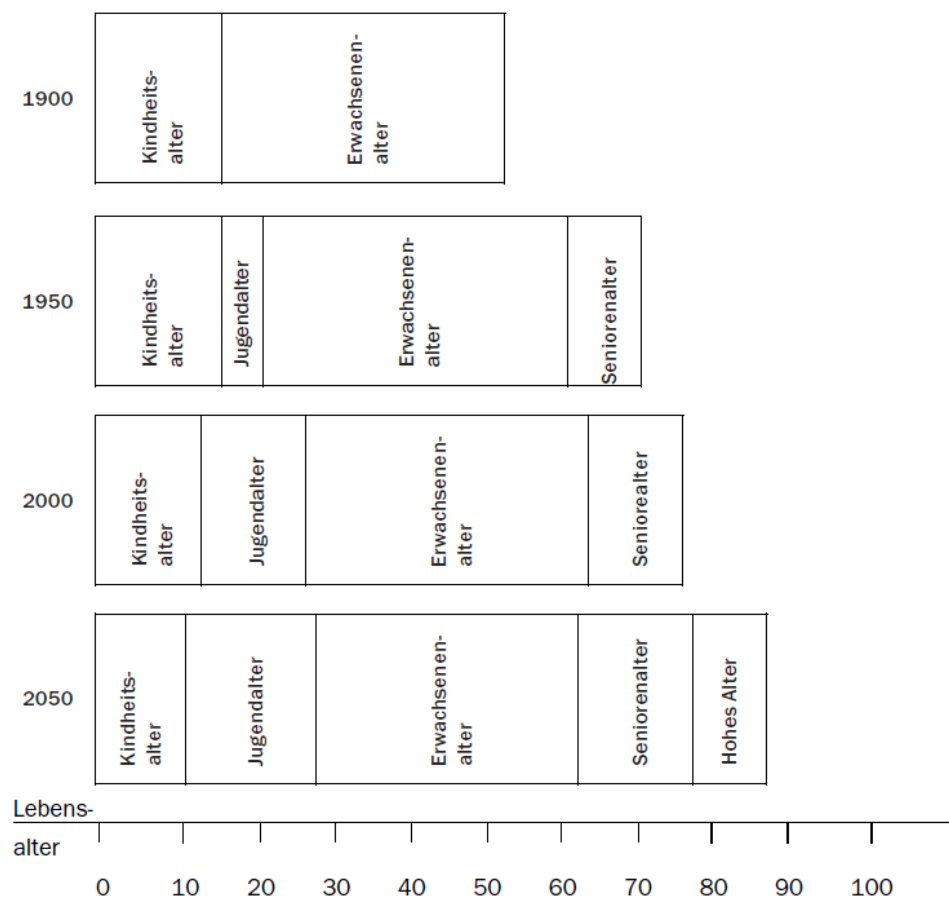 1900
Kindheits-
alter
Erwachsenen-
alter
1950
Kindheits-
alter
Jugendalter
Erwachsenen-
alter
Seniorenalter
2000
Kindheits-
alter
Jugendalter
Erwachsenen-
alter
Seniorealter
2050
Kindheits-
alter
Jugendalter
Erwachsenen-
alter
Seniorenalter
Hohes Alter
Lebens-
alter
0 10 20 30 40 50 60 70 80 90 100